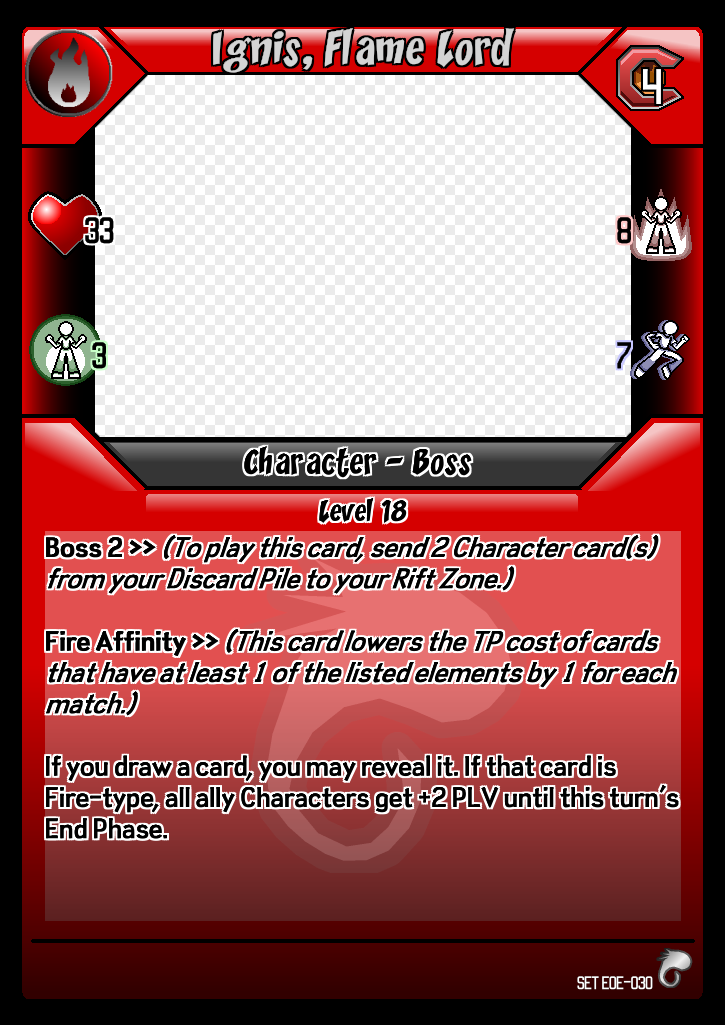 Ignis, Flame Lord
4
33
8
3
7
Character - Boss
Level 18
Boss 2 >> (To play this card, send 2 Character card(s)
from your Discard Pile to your Rift Zone.)
Fire Affinity >> (This card lowers the TP cost of cards
that have at least 1 of the listed elements by 1 for each
match.)
If you draw a card, you may reveal it. If that card is
Fire-type, all ally Characters get +2 PLV until this turn's
End Phase.
SET EOE-030